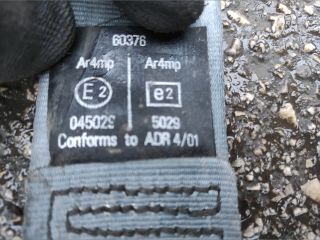 60376
Ar4mp Ar4mp
E2 e2
045029 5029
Conforms to ADR 4/01